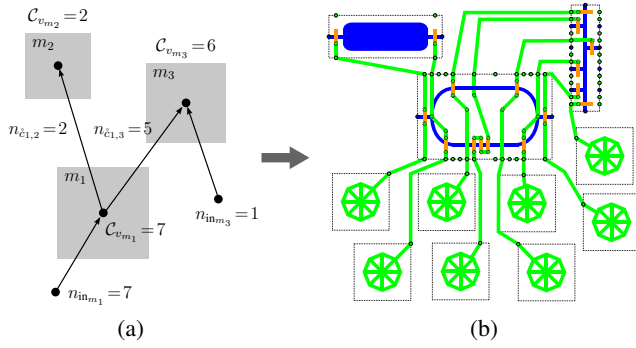 𝒞_{v_{m_2}} = 2
m_2
𝒞_{v_{m_3}} = 6
m_3
n_{ĉ_{1,2}} = 2
n_{ĉ_{1,3}} = 5
m_1
𝒞_{v_{m_1}} = 7
n_{in_{m_3}} = 1
n_{in_{m_1}} = 7
(a)
(b)